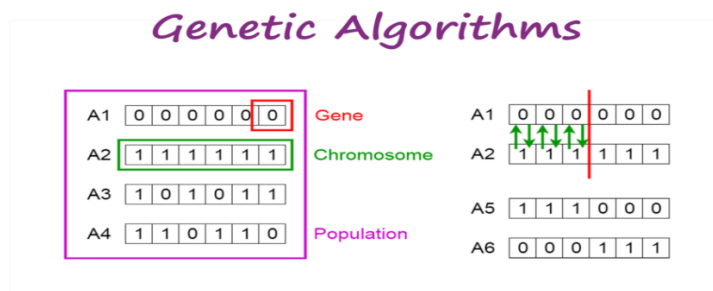 Genetic Algorithms
A1 0 0 0 0 0 0 Gene
A2 1 1 1 1 1 1 Chromosome
A3 1 0 1 0 1 1
A4 1 1 0 1 1 0 Population
A1 0 0 0 0 0 0
A2 1 1 1 1 1 1
A5 1 1 1 0 0 0
A6 0 0 0 1 1 1